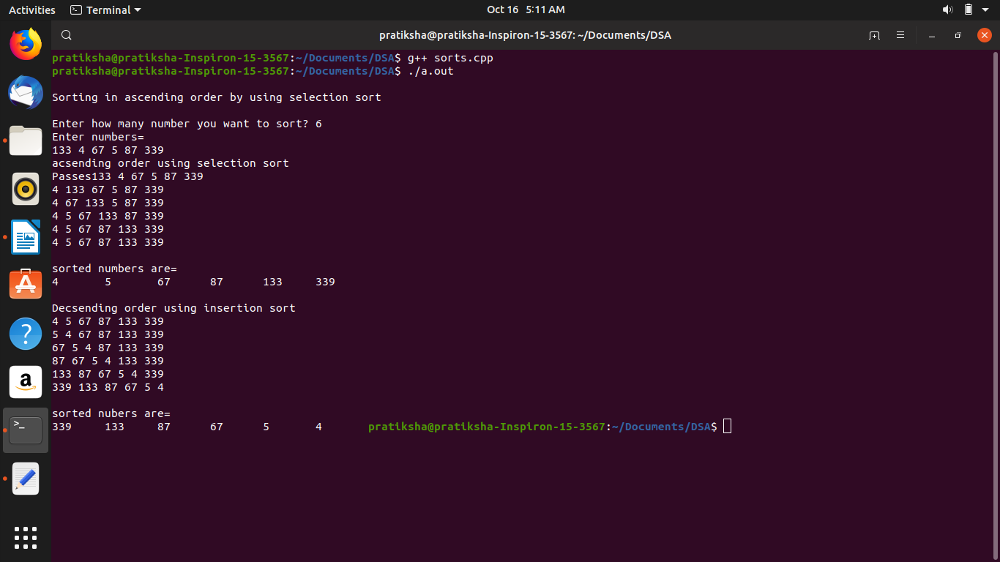 Activities Terminal Oct 16 5:11 AM
pratiksha@pratiksha-Inspiron-15-3567: ~/Documents/DSA
pratiksha@pratiksha-Inspiron-15-3567:~/Documents/DSA$ g++ sorts.cpp
pratiksha@pratiksha-Inspiron-15-3567:~/Documents/DSA$ ./a.out
Sorting in ascending order by using selection sort
Enter how many number you want to sort? 6
Enter numbers=
133 4 67 5 87 339
acsending order using selection sort
Passes133 4 67 5 87 339
4 133 67 5 87 339
4 67 133 5 87 339
4 5 67 133 87 339
4 5 67 87 133 339
4 5 67 87 133 339
sorted numbers are=
4 5 67 87 133 339
Decsending order using insertion sort
4 5 67 87 133 339
5 4 67 87 133 339
67 5 4 87 133 339
87 67 5 4 133 339
133 87 67 5 4 339
339 133 87 67 5 4
sorted nubers are=
339 133 87 67 5 4 pratiksha@pratiksha-Inspiron-15-3567:~/Documents/DSA$